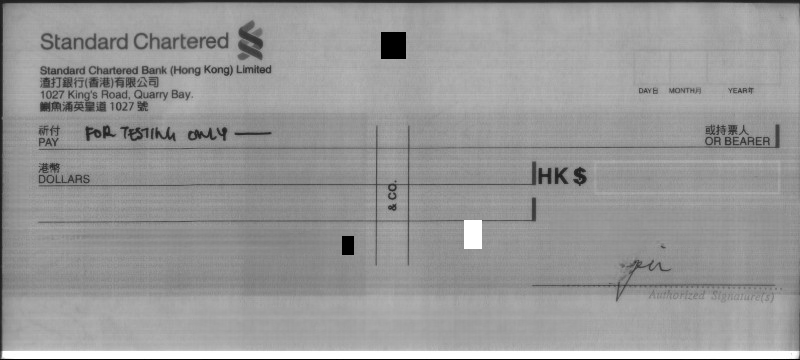 Standard Chartered
Standard Chartered Bank (Hong Kong) Limited
渣打銀行(香港)有限公司
1027 King's Road, Quarry Bay.
鰂魚涌英皇道 1027 號
DAY日 MONTH月 YEAR年
祈付
PAY
FOR TESTING ONLY
或持票人
OR BEARER
港幣
DOLLARS
HK $
& CO.
Authorized Signature(s)